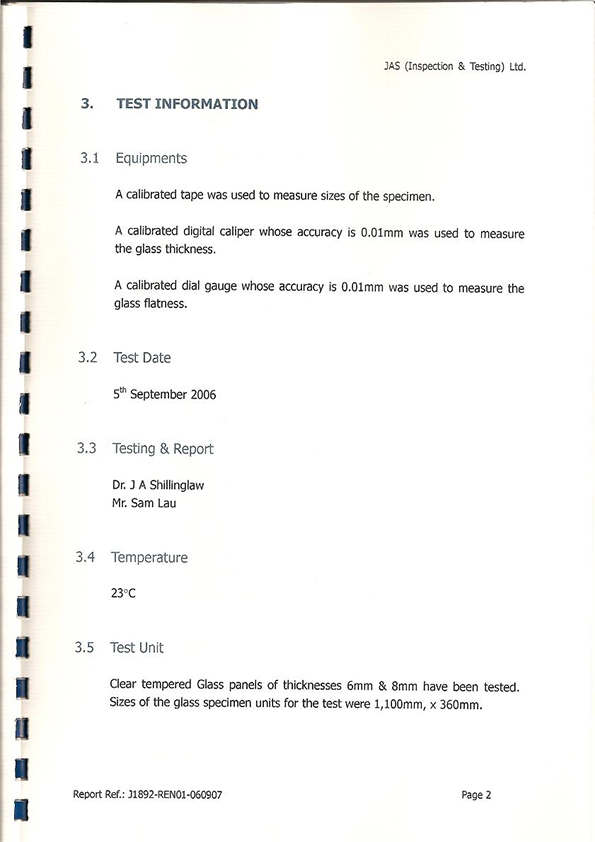 JAS (Inspection & Testing) Ltd.
3. TEST INFORMATION
3.1 Equipments
A calibrated tape was used to measure sizes of the specimen.
A calibrated digital caliper whose accuracy is 0.01mm was used to measure
the glass thickness.
A calibrated dial gauge whose accuracy is 0.01mm was used to measure the
glass flatness.
3.2 Test Date
5th September 2006
3.3 Testing & Report
Dr. J A Shillinglaw
Mr. Sam Lau
3.4 Temperature
23°C
3.5 Test Unit
Clear tempered Glass panels of thicknesses 6mm & 8mm have been tested.
Sizes of the glass specimen units for the test were 1,100mm, x 360mm.
Report Ref.: J1892-REN01-060907 Page 2